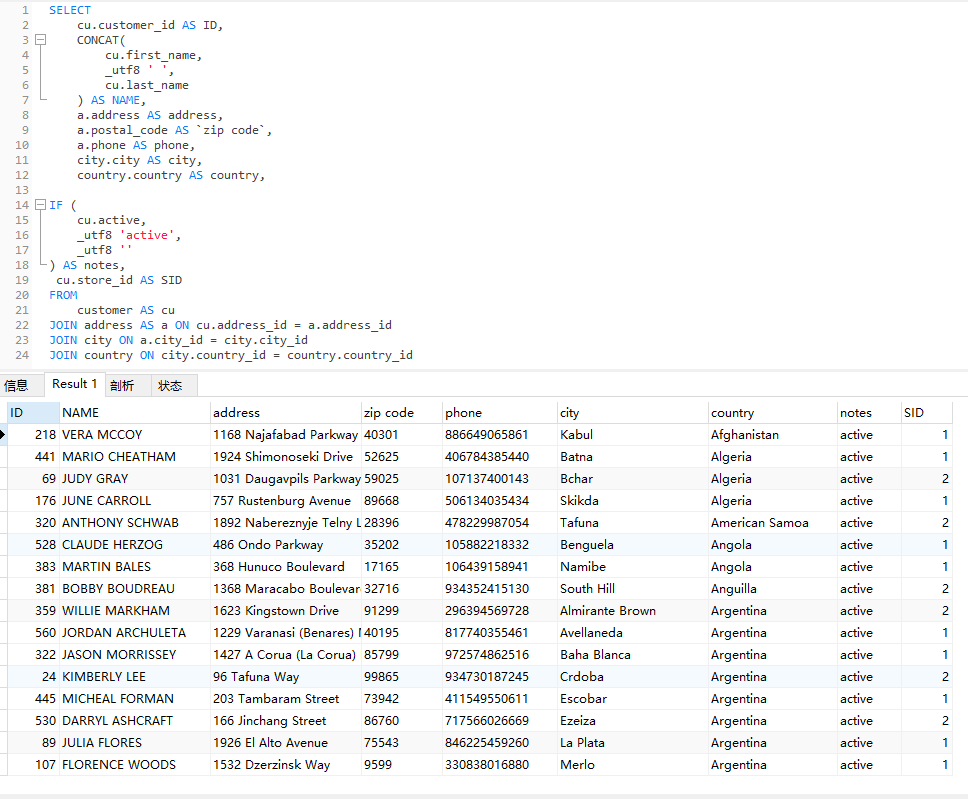 1 SELECT
2 cu.customer_id AS ID,
3 CONCAT(
4 cu.first_name,
5 _utf8 ' ',
6 cu.last_name
7 ) AS NAME,
8 a.address AS address,
9 a.postal_code AS `zip code`,
10 a.phone AS phone,
11 city.city AS city,
12 country.country AS country,
13
14 IF (
15 cu.active,
16 _utf8 'active',
17 _utf8 ''
18 ) AS notes,
19 cu.store_id AS SID
20 FROM
21 customer AS cu
22 JOIN address AS a ON cu.address_id = a.address_id
23 JOIN city ON a.city_id = city.city_id
24 JOIN country ON city.country_id = country.country_id
信息 Result 1 剖析 状态
ID NAME address zip code phone city country notes SID
218 VERA MCCOY 1168 Najafabad Parkway 40301 886649065861 Kabul Afghanistan active 1
441 MARIO CHEATHAM 1924 Shimonoseki Drive 52625 406784385440 Batna Algeria active 1
69 JUDY GRAY 1031 Daugavpils Parkway 59025 107137400143 Bchar Algeria active 2
176 JUNE CARROLL 757 Rustenburg Avenue 89668 506134035434 Skikda Algeria active 1
320 ANTHONY SCHWAB 1892 Nabereznyje Telny L 28396 478229987054 Tafuna American Samoa active 2
528 CLAUDE HERZOG 486 Ondo Parkway 35202 105882218332 Benguela Angola active 1
383 MARTIN BALES 368 Hunuco Boulevard 17165 106439158941 Namibe Angola active 1
381 BOBBY BOUDREAU 1368 Maracabo Boulevar 32716 934352415130 South Hill Anguilla active 2
359 WILLIE MARKHAM 1623 Kingstown Drive 91299 296394569728 Almirante Brown Argentina active 2
560 JORDAN ARCHULETA 1229 Varanasi (Benares) 40195 817740355461 Avellaneda Argentina active 1
322 JASON MORRISSEY 1427 A Corua (La Corua) 85799 972574862516 Baha Blanca Argentina active 1
24 KIMBERLY LEE 96 Tafuna Way 99865 934730187245 Crdoba Argentina active 2
445 MICHEAL FORMAN 203 Tambaram Street 73942 411549550611 Escobar Argentina active 1
530 DARRYL ASHCRAFT 166 Jinchang Street 86760 717566026669 Ezeiza Argentina active 2
89 JULIA FLORES 1926 El Alto Avenue 75543 846225459260 La Plata Argentina active 1
107 FLORENCE WOODS 1532 Dzerzinsk Way 9599 330838016880 Merlo Argentina active 1